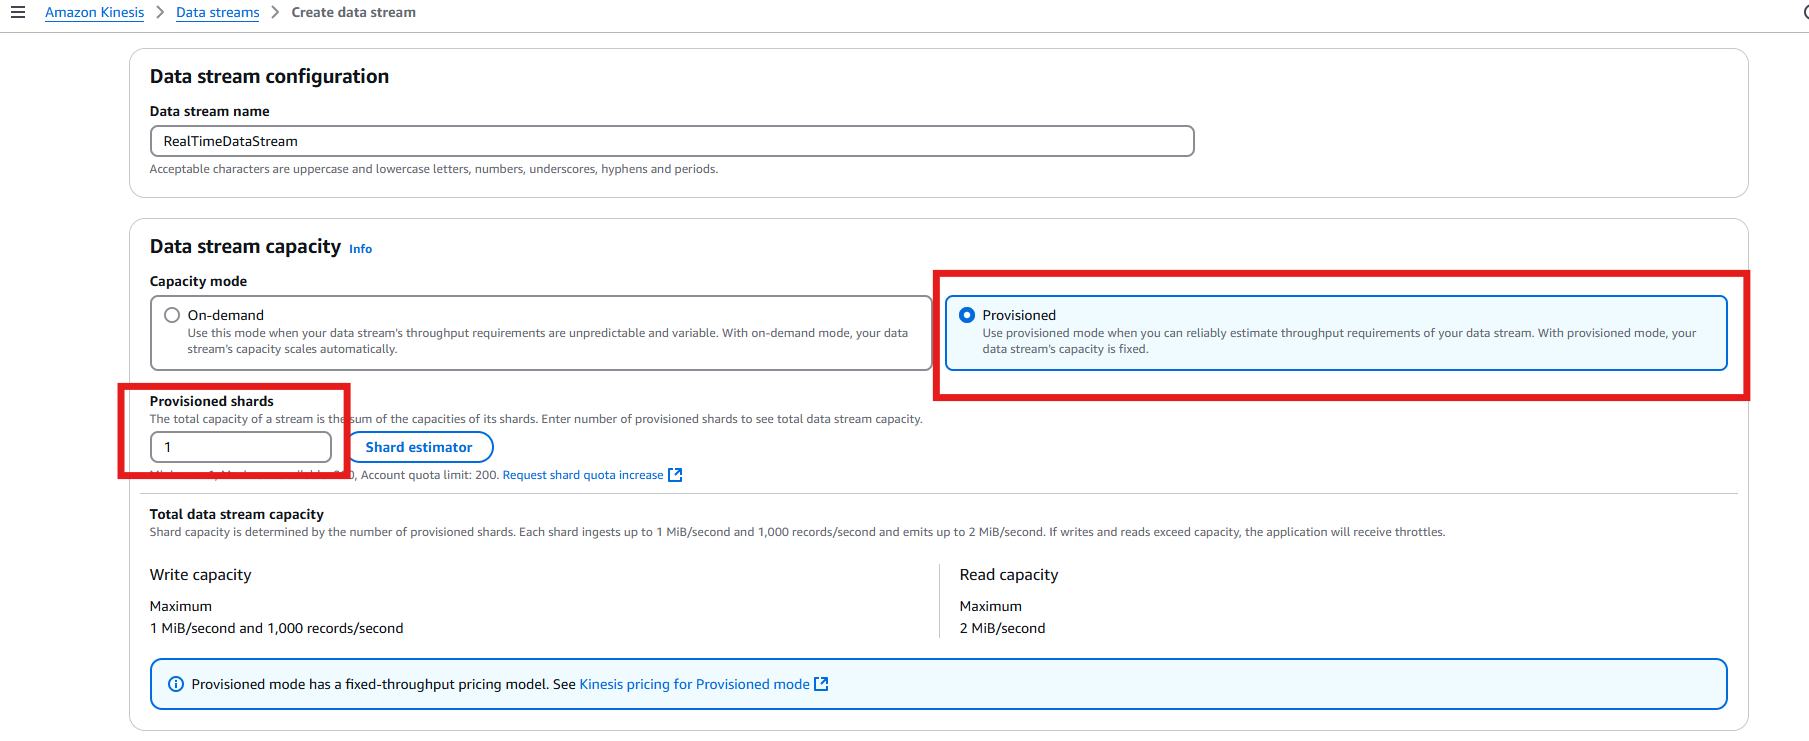 Amazon Kinesis > Data streams > Create data stream
Data stream configuration
Data stream name
RealTimeDataStream
Acceptable characters are uppercase and lowercase letters, numbers, underscores, hyphens and periods.
Data stream capacity Info
Capacity mode
On-demand
Use this mode when your data stream's throughput requirements are unpredictable and variable. With on-demand mode, your data
stream's capacity scales automatically.
Provisioned
Use provisioned mode when you can reliably estimate throughput requirements of your data stream. With provisioned mode, your
data stream's capacity is fixed.
Provisioned shards
The total capacity of a stream is the sum of the capacities of its shards. Enter number of provisioned shards to see total data stream capacity.
1
Shard estimator
, Account quota limit: 200. Request shard quota increase
Total data stream capacity
Shard capacity is determined by the number of provisioned shards. Each shard ingests up to 1 MiB/second and 1,000 records/second and emits up to 2 MiB/second. If writes and reads exceed capacity, the application will receive throttles.
Write capacity
Maximum
1 MiB/second and 1,000 records/second
Read capacity
Maximum
2 MiB/second
Provisioned mode has a fixed-throughput pricing model. See Kinesis pricing for Provisioned mode